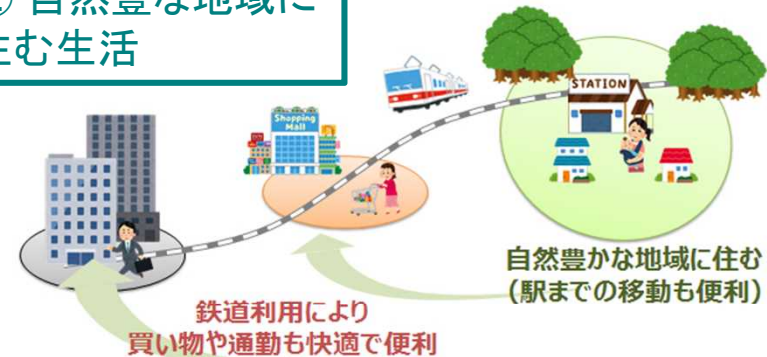 自然豊な地域に
住む生活
Shopping
Mall
STATION
自然豊かな地域に住む
（駅までの移動も便利）
鉄道利用により
買い物や通勤も快適で便利